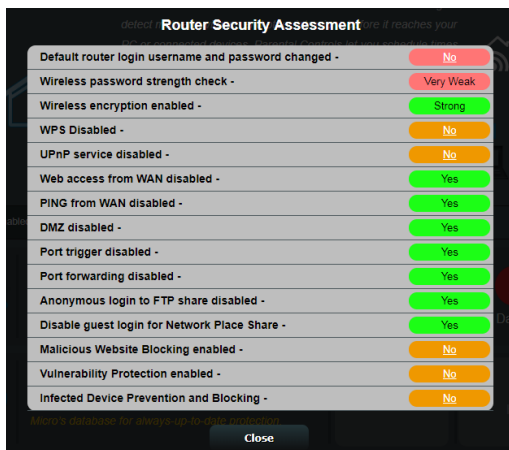 detect
Router Security Assessment
it reaches your
Default router login username and password changed - No
Wireless password strength check - Very Weak
Wireless encryption enabled - Strong
WPS Disabled - No
UPnP service disabled - No
Web access from WAN disabled - Yes
PING from WAN disabled - Yes
DMZ disabled - Yes
Port trigger disabled - Yes
Port forwarding disabled - Yes
Anonymous login to FTP share disabled - Yes
Disable guest login for Network Place Share - Yes
Malicious Website Blocking enabled - No
Vulnerability Protection enabled - No
Infected Device Prevention and Blocking - No
Micro's database for always-up-to-date protection.
Close